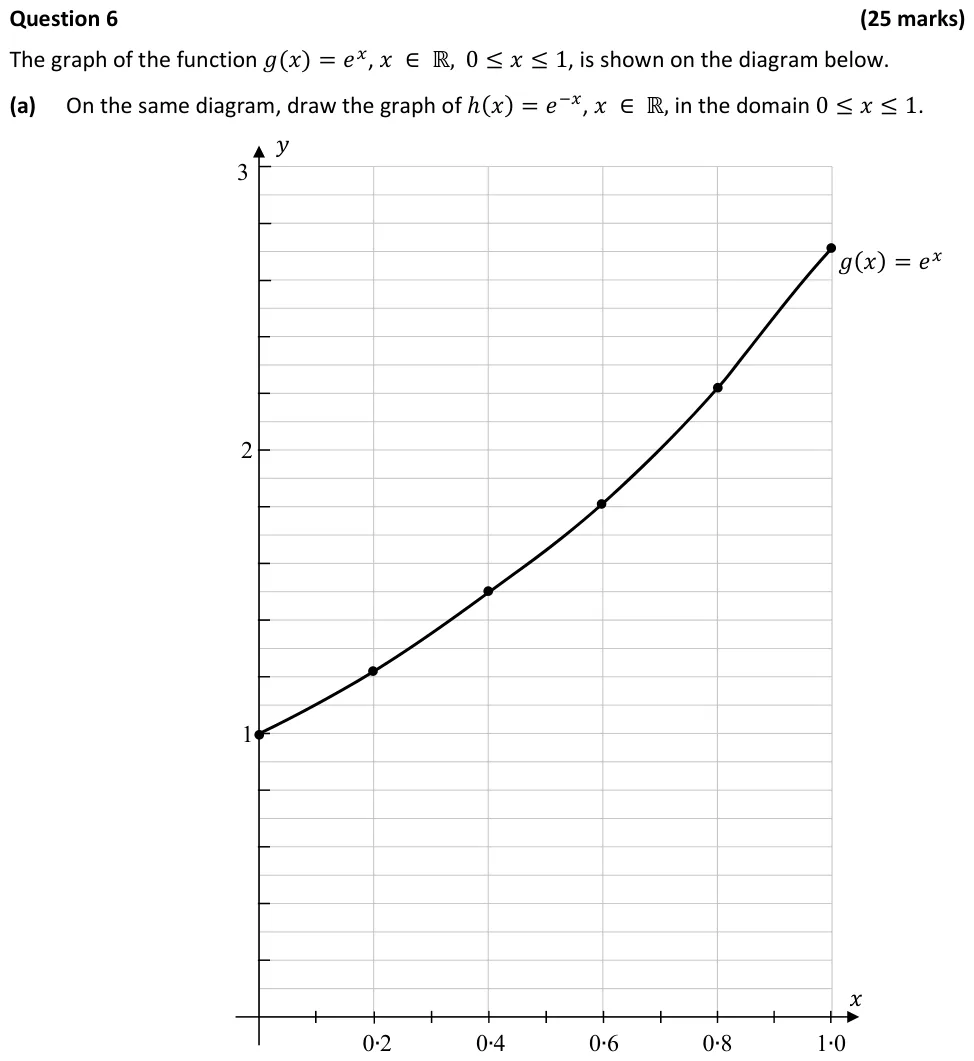 Question 6 (25 marks)
The graph of the function g(x) = eˣ, x ∈ ℝ, 0 ≤ x ≤ 1, is shown on the diagram below.
(a) On the same diagram, draw the graph of h(x) = e⁻ˣ, x ∈ ℝ, in the domain 0 ≤ x ≤ 1.
y
3
g(x) = eˣ
2
1
x
0·2 0·4 0·6 0·8 1·0